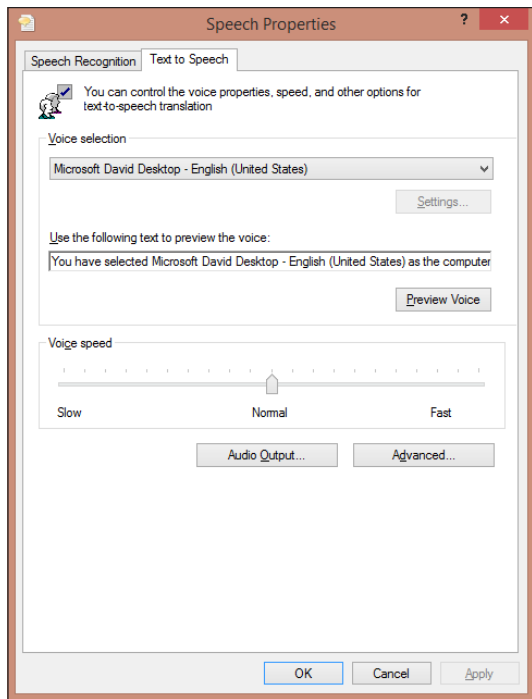 Speech Properties
?
Speech Recognition
Text to Speech
You can control the voice properties, speed, and other options for
text-to-speech translation
Voice selection
Microsoft David Desktop - English (United States)
Settings...
Use the following text to preview the voice:
You have selected Microsoft David Desktop - English (United States) as the computer
Preview Voice
Voice speed
Slow Normal Fast
Audio Output... Advanced...
OK Cancel Apply